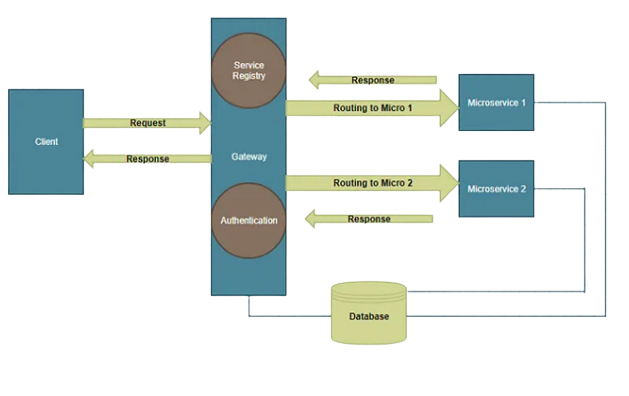 Service
Registry
Response
Microservice 1
Routing to Micro 1
Request
Client
Gateway
Response
Routing to Micro 2
Microservice 2
Authentication
Response
Database